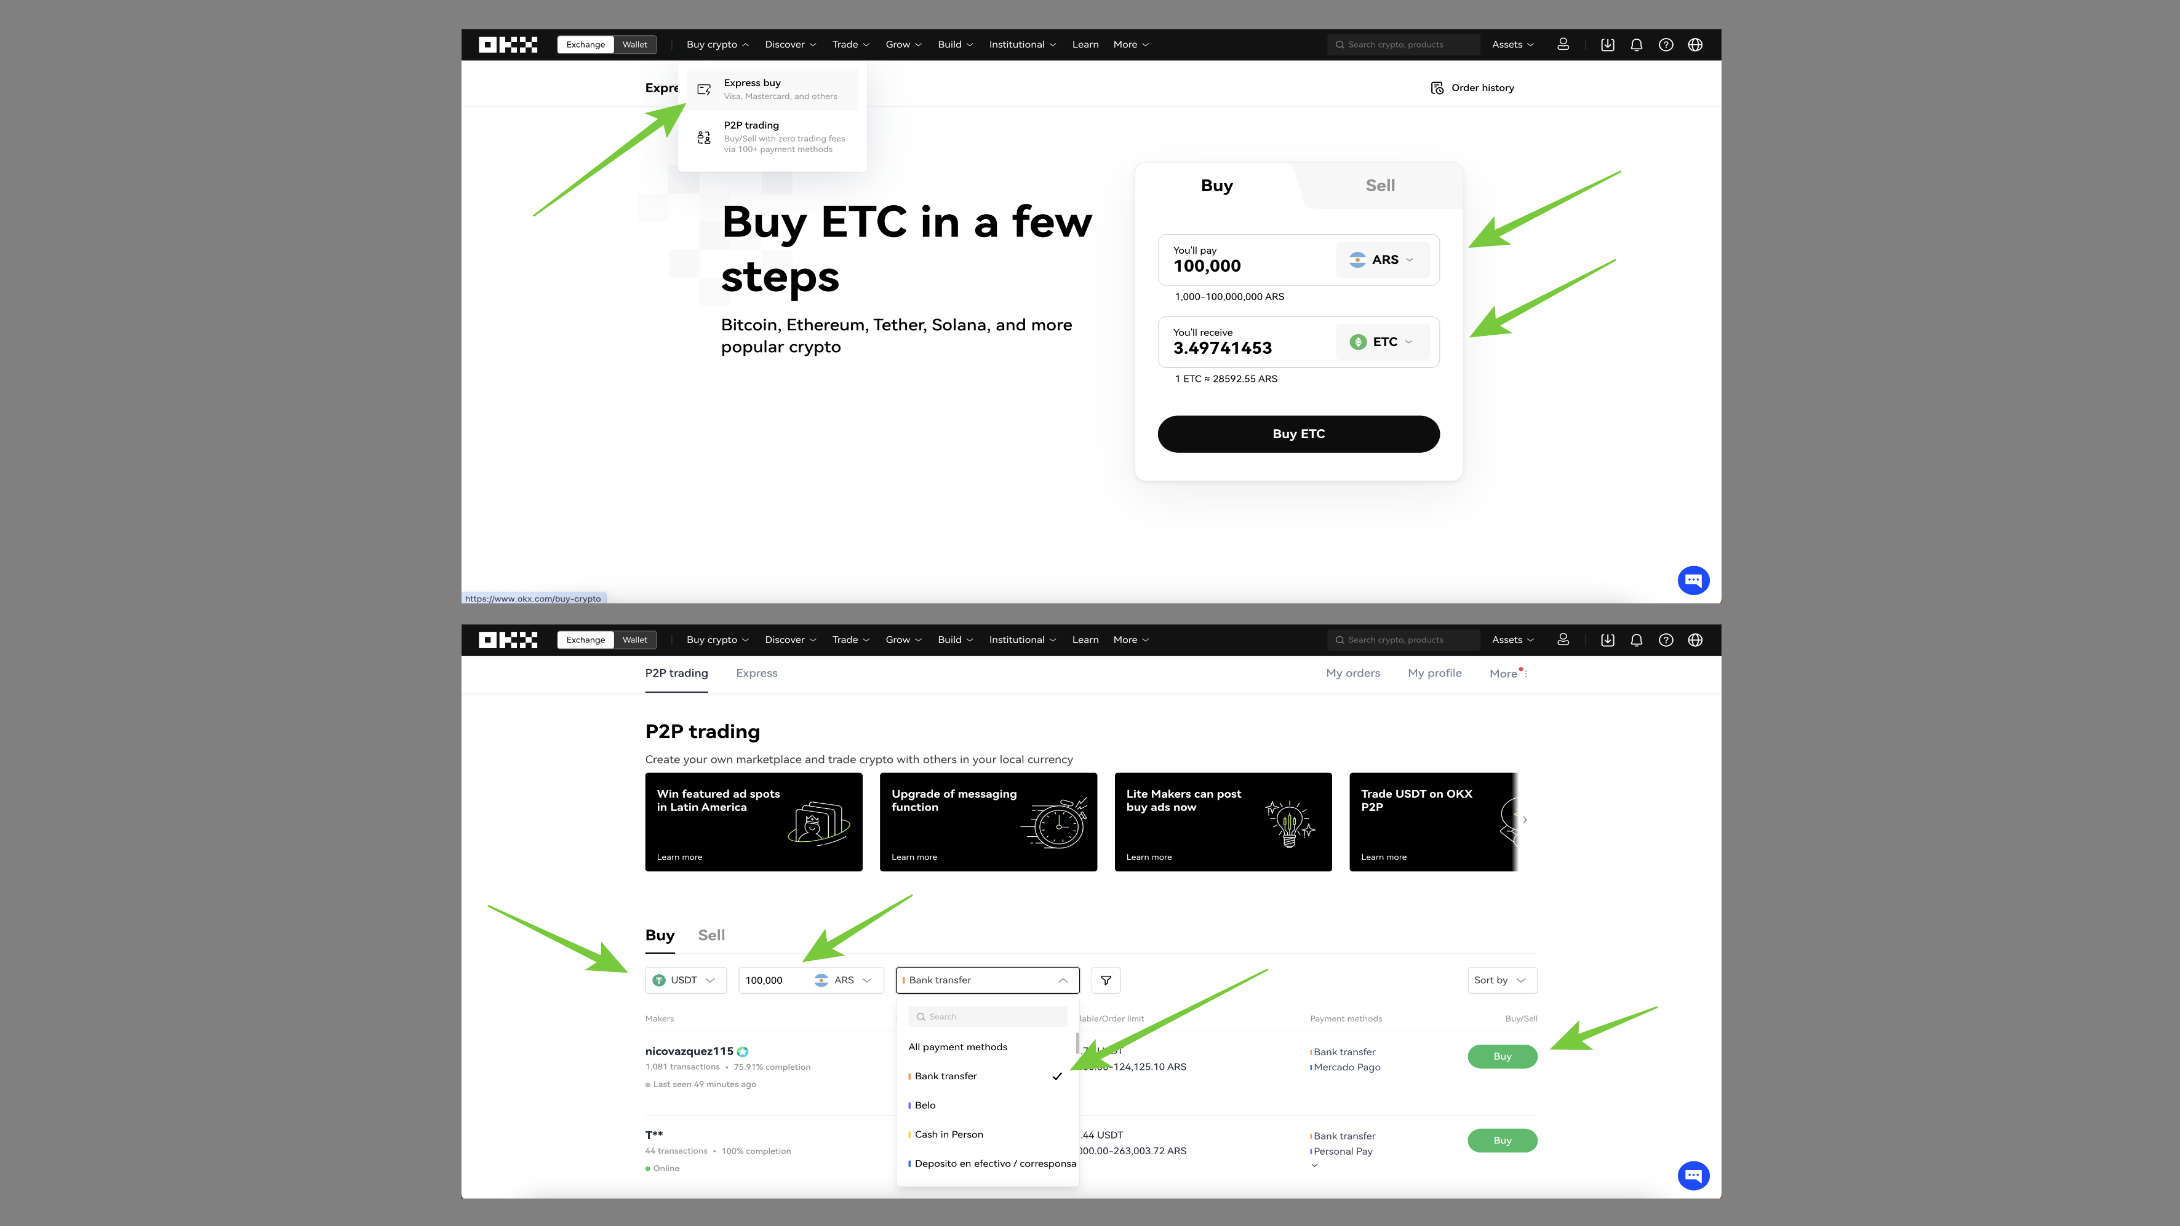 OKX Exchange Wallet Buy crypto Discover Trade Grow Build Institutional Learn More Search crypto, products Assets
Expre
Order history
Express buy
Visa, Mastercard, and others
P2P trading
Buy/Sell with zero trading fees
via 100+ payment methods
Buy ETC in a few
steps
Bitcoin, Ethereum, Tether, Solana, and more
popular crypto
Buy Sell
You'll pay
100,000 ARS
1,000-100,000,000 ARS
You'll receive
3.49741453 ETC
1 ETC ≈ 28592.55 ARS
Buy ETC
https://www.okx.com/buy-crypto
OKX Exchange Wallet Buy crypto Discover Trade Grow Build Institutional Learn More Search crypto, products Assets
P2P trading Express My orders My profile More
P2P trading
Create your own marketplace and trade crypto with others in your local currency
Win featured ad spots
in Latin America
Learn more
Upgrade of messaging
function
Learn more
Lite Makers can post
buy ads now
Learn more
Trade USDT on OKX
P2P
Learn more
Buy Sell
USDT 100,000 ARS Bank transfer Sort by
Search
All payment methods
Bank transfer
Belo
Cash in Person
Deposito en efectivo / corresponsa
Makers lable/Order limit Payment methods Buy/Sell
nicovazquez115
1,081 transactions • 75.91% completion
Last seen 49 minutes ago
-124,125.10 ARS
Bank transfer
Mercado Pago
Buy
T**
44 transactions • 100% completion
Online
.44 USDT
000.00-263,003.72 ARS
Bank transfer
Personal Pay
Buy